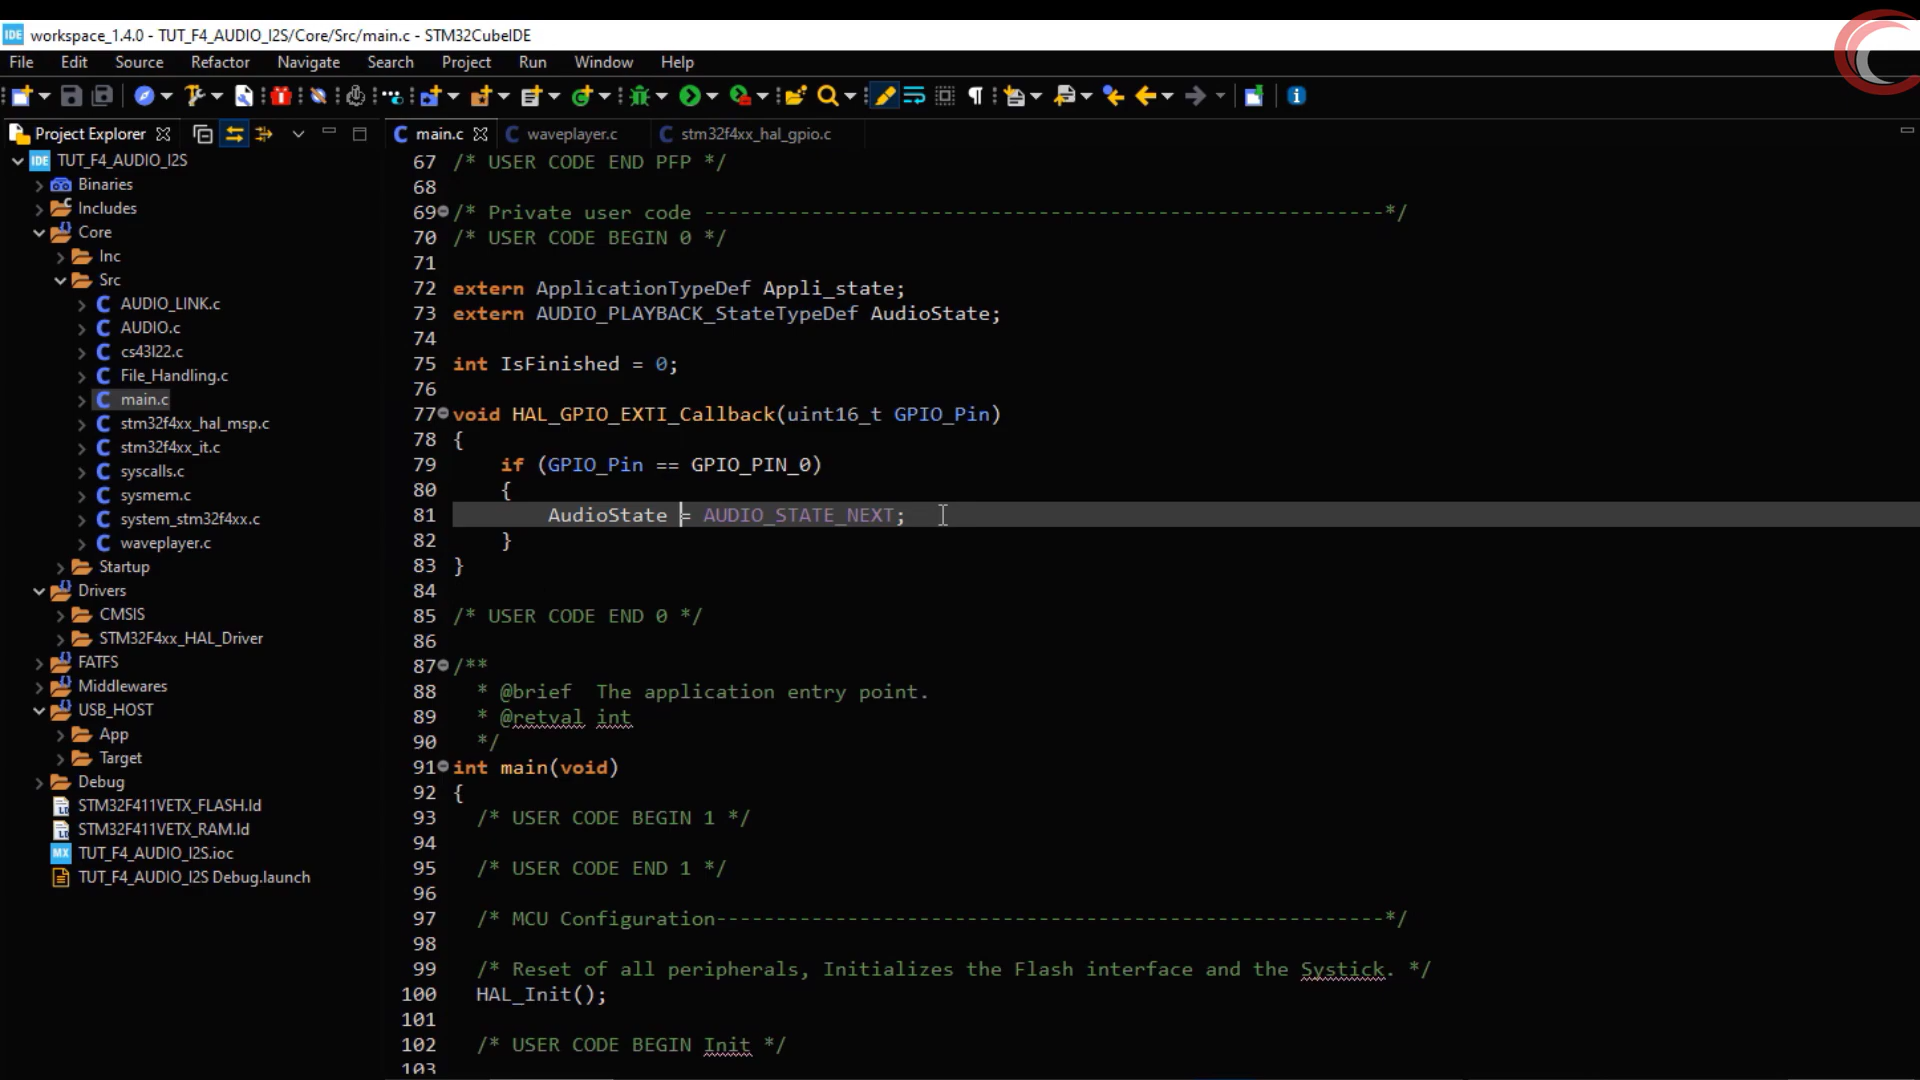 IDE workspace_1.4.0 - TUT_F4_AUDIO_I2S/Core/Src/main.c - STM32CubeIDE
File Edit Source Refactor Navigate Search Project Run Window Help
Project Explorer
main.c waveplayer.c stm32f4xx_hal_gpio.c
IDE TUT_F4_AUDIO_I2S
Binaries
Includes
Core
Inc
Src
AUDIO_LINK.c
AUDIO.c
cs43l22.c
File_Handling.c
main.c
stm32f4xx_hal_msp.c
stm32f4xx_it.c
syscalls.c
sysmem.c
system_stm32f4xx.c
waveplayer.c
Startup
Drivers
CMSIS
STM32F4xx_HAL_Driver
FATFS
Middlewares
USB_HOST
App
Target
Debug
STM32F411VETX_FLASH.ld
STM32F411VETX_RAM.ld
MX TUT_F4_AUDIO_I2S.ioc
TUT_F4_AUDIO_I2S Debug.launch
67 /* USER CODE END PFP */
68
69 /* Private user code ---------------------------------------------------------*/
70 /* USER CODE BEGIN 0 */
71
72 extern ApplicationTypeDef Appli_state;
73 extern AUDIO_PLAYBACK_StateTypeDef AudioState;
74
75 int IsFinished = 0;
76
77 void HAL_GPIO_EXTI_Callback(uint16_t GPIO_Pin)
78 {
79 if (GPIO_Pin == GPIO_PIN_0)
80 {
81 AudioState = AUDIO_STATE_NEXT;
82 }
83 }
84
85 /* USER CODE END 0 */
86
87 /**
88 * @brief The application entry point.
89 * @retval int
90 */
91 int main(void)
92 {
93 /* USER CODE BEGIN 1 */
94
95 /* USER CODE END 1 */
96
97 /* MCU Configuration--------------------------------------------------------*/
98
99 /* Reset of all peripherals, Initializes the Flash interface and the Systick. */
100 HAL_Init();
101
102 /* USER CODE BEGIN Init */
103